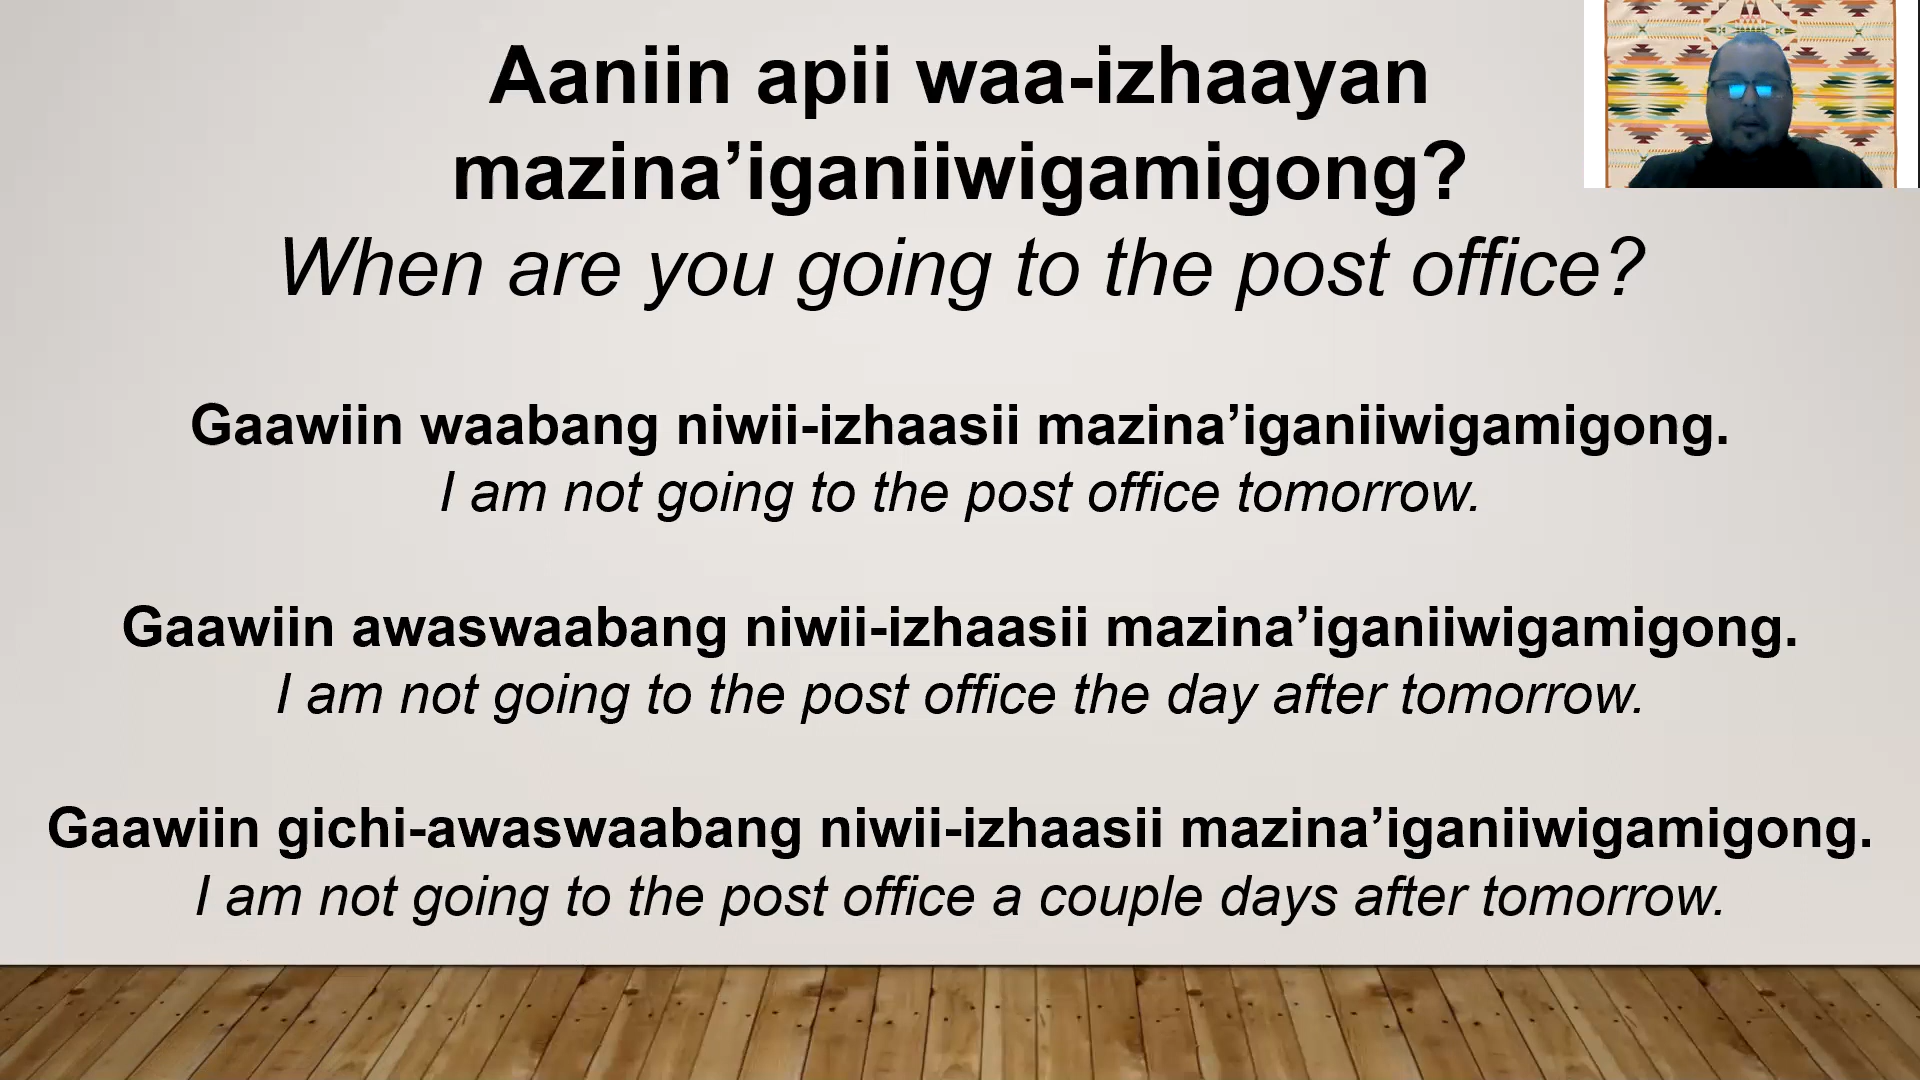 Aaniin apii waa-izhaayan
mazina’iganiiwigamigong?
When are you going to the post office?
Gaawiin waabang niwii-izhaasii mazina’iganiiwigamigong.
I am not going to the post office tomorrow.
Gaawiin awaswaabang niwii-izhaasii mazina’iganiiwigamigong.
I am not going to the post office the day after tomorrow.
Gaawiin gichi-awaswaabang niwii-izhaasii mazina’iganiiwigamigong.
I am not going to the post office a couple days after tomorrow.